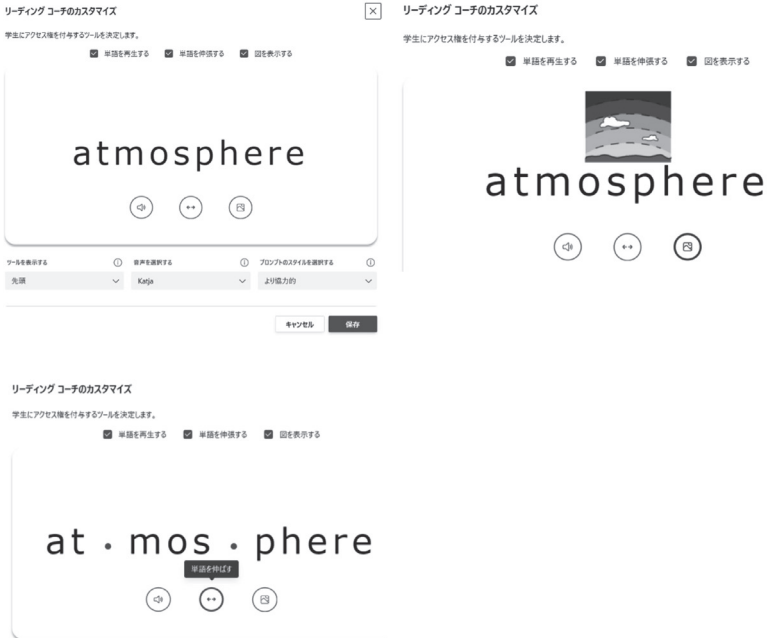 リーディング コーチのカスタマイズ
学生にアクセス権を付与するツールを決定します。
単語を再生する 単語を伸張する 図を表示する
atmosphere
ツールを表示する 音声を選択する プロンプトのスタイルを選択する
先頭 Katja より協力的
キャンセル 保存
リーディング コーチのカスタマイズ
学生にアクセス権を付与するツールを決定します。
単語を再生する 単語を伸張する 図を表示する
atmosphere
リーディング コーチのカスタマイズ
学生にアクセス権を付与するツールを決定します。
単語を再生する 単語を伸張する 図を表示する
at • mos • phere
単語を伸ばす